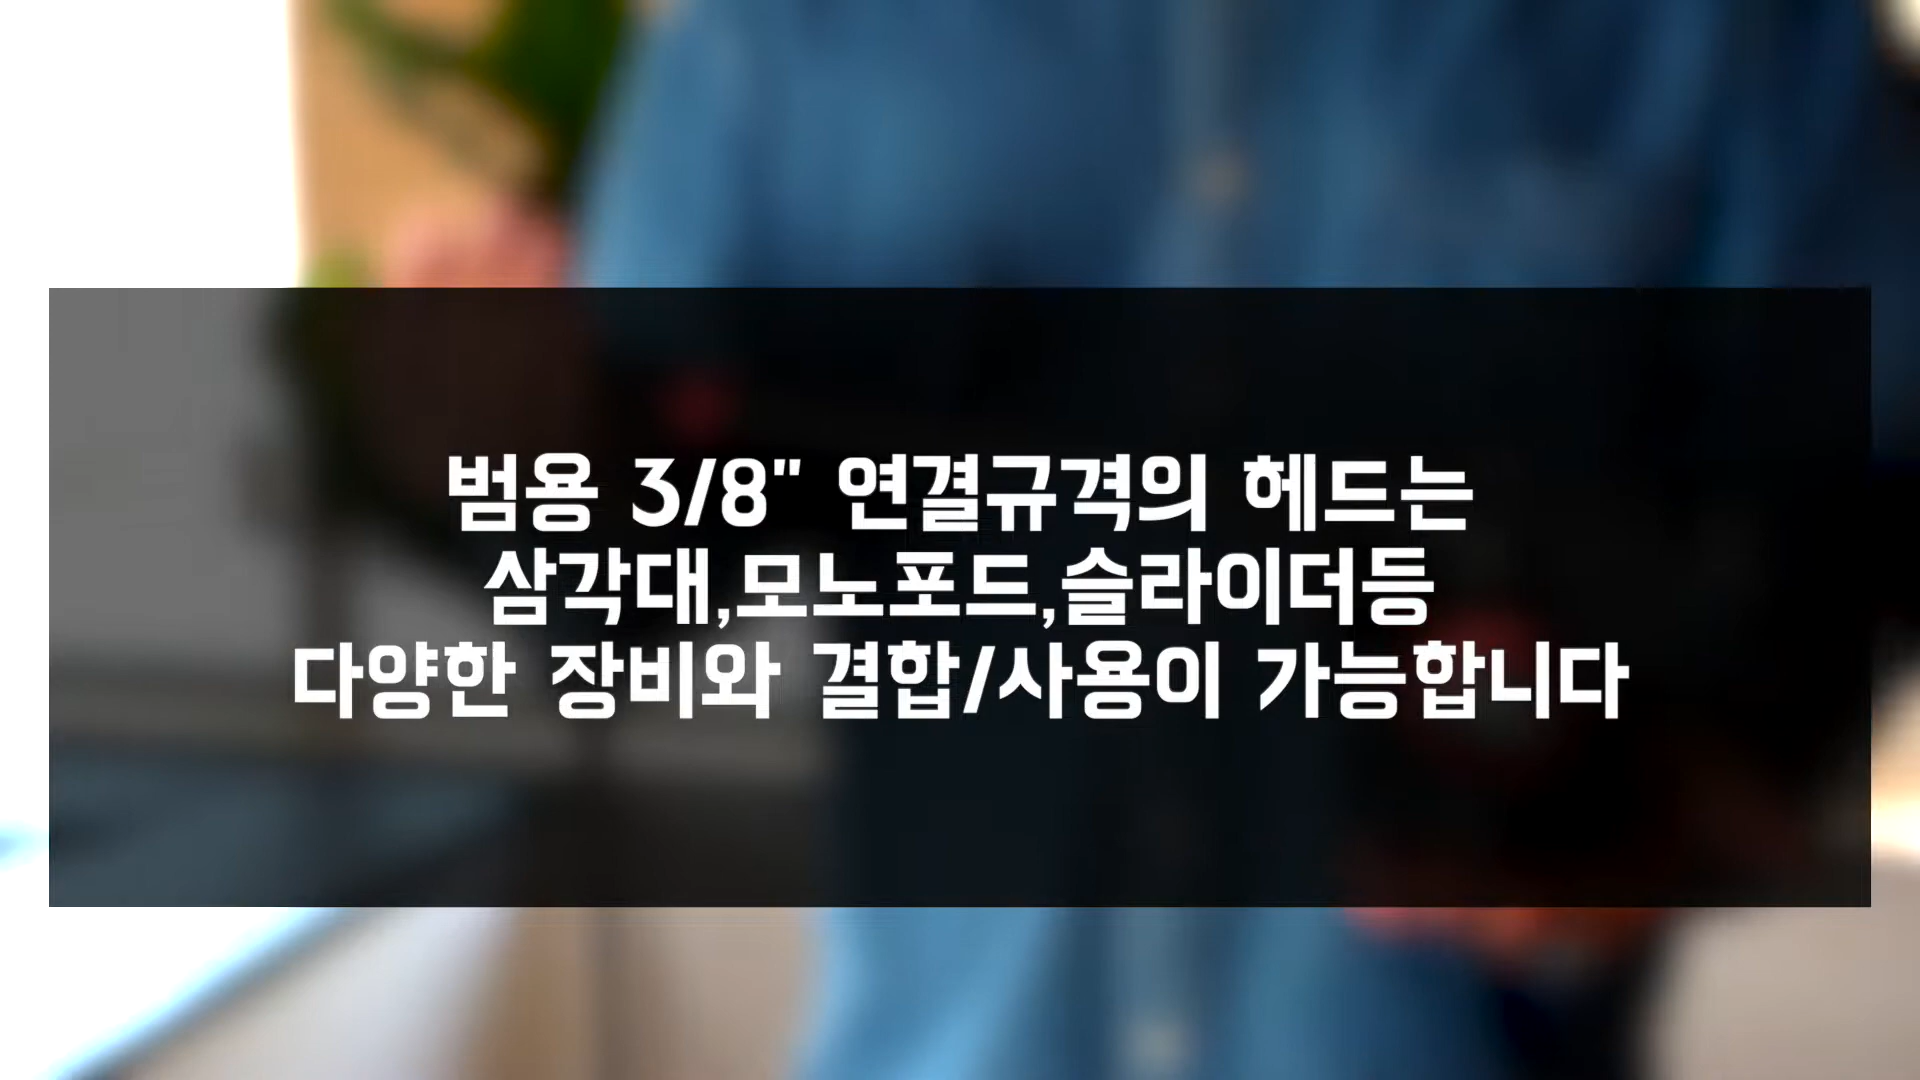 범용 3/8" 연결규격의 헤드는
삼각대,모노포드,슬라이더등
다양한 장비와 결합/사용이 가능합니다